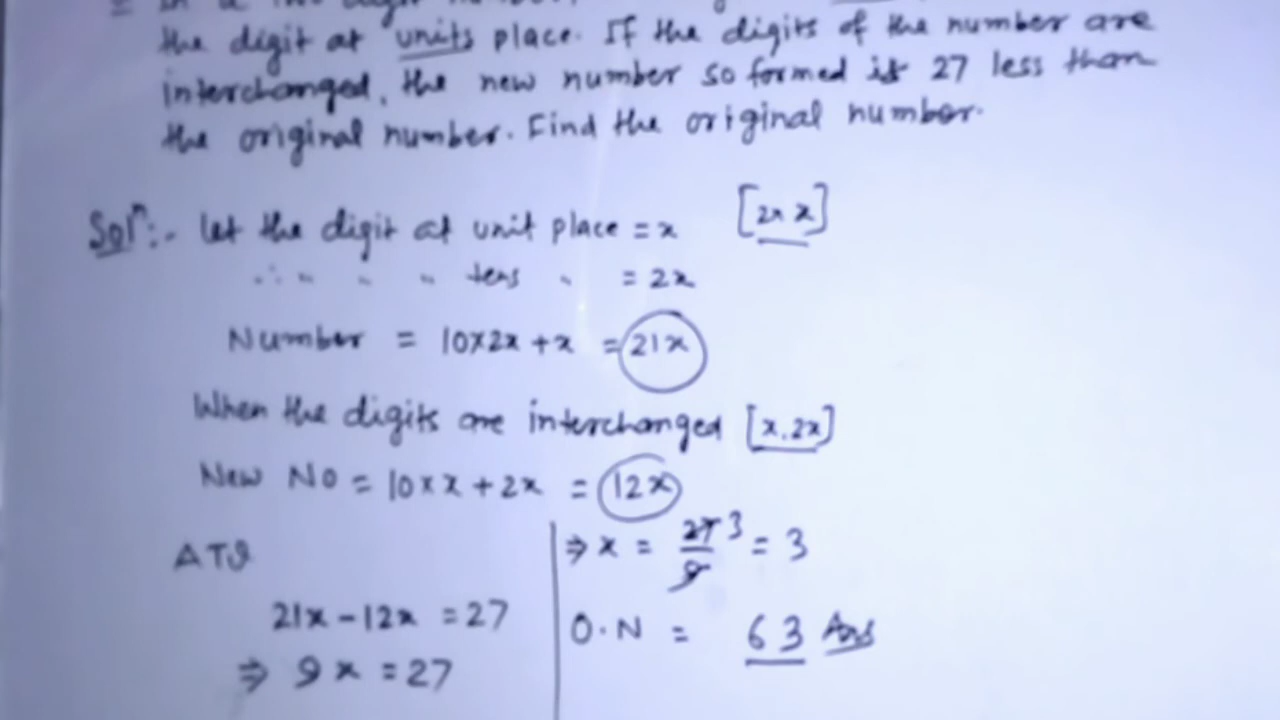 the digit at units place. If the digits of the number are
interchanged, the new number so formed is 27 less than
the original number. Find the original number.
Solⁿ:- let the digit at unit place = x [2x x]
∴ " " " tens " = 2x
Number = 10×2x + x = 21x
When the digits are interchanged [x.2x]
New No = 10×x + 2x = 12x
ATS
21x - 12x = 27
⇒ 9x = 27
⇒ x = 27/9 3 = 3
O.N = 63 Ans